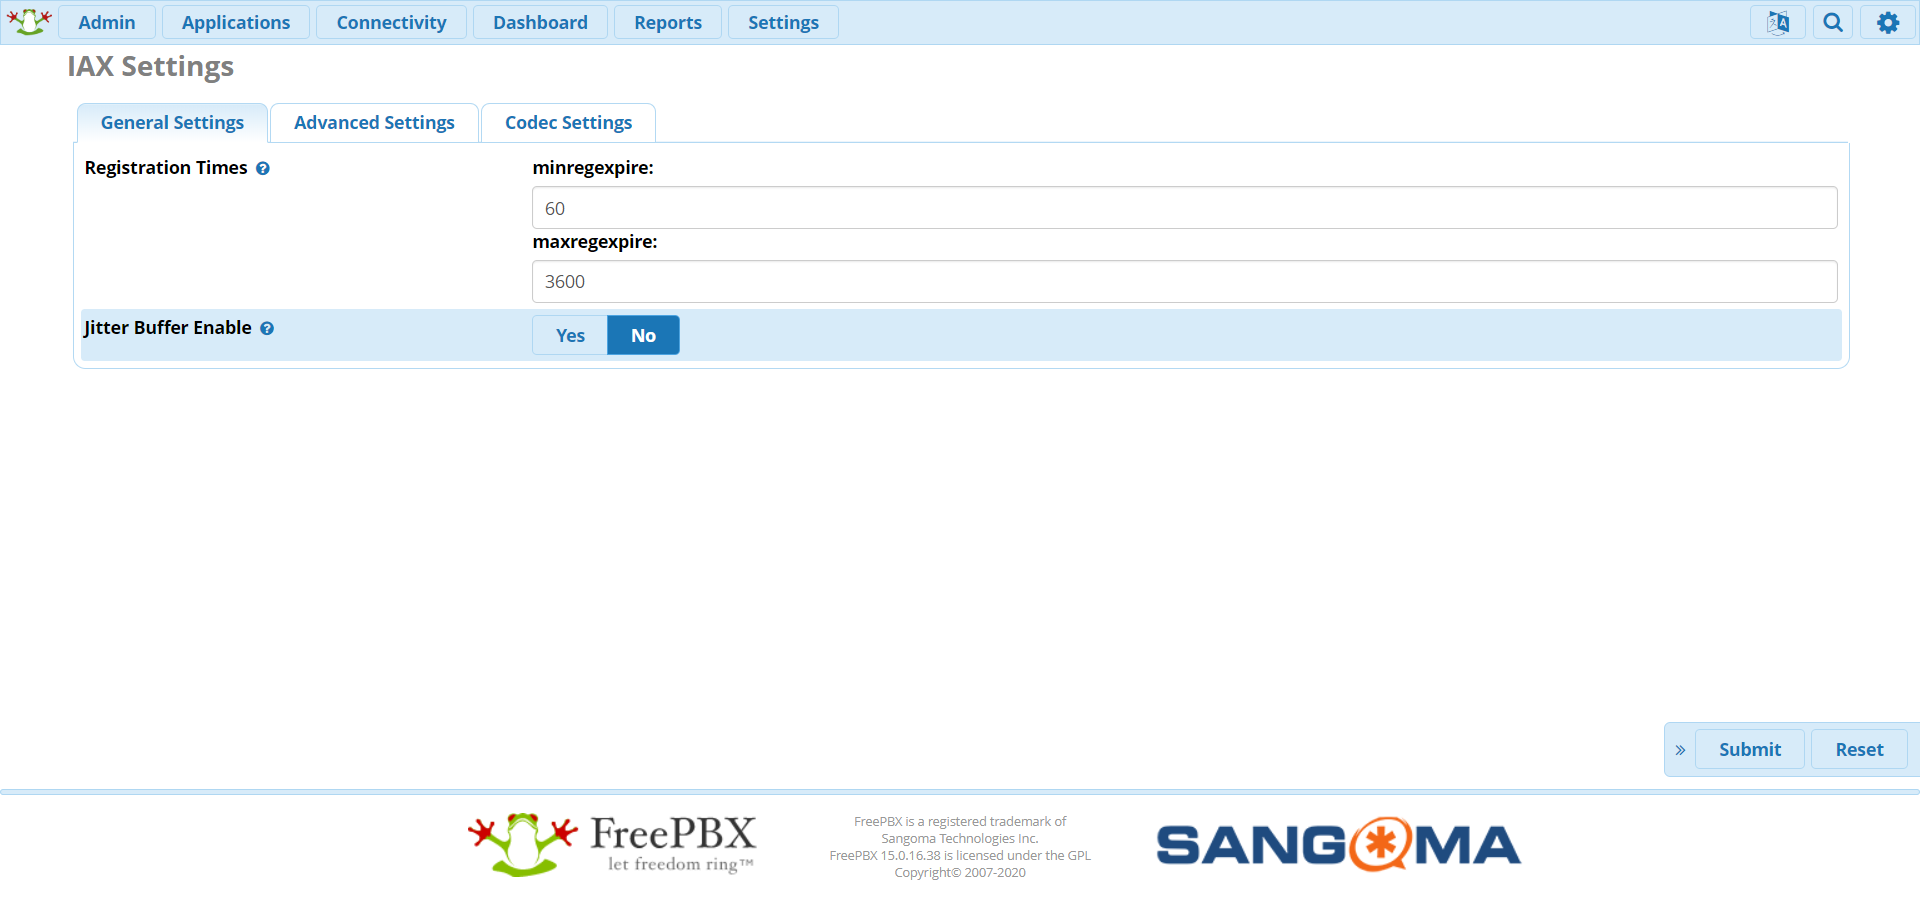 Admin
Applications
Connectivity
Dashboard
Reports
Settings
IAX Settings
General Settings
Advanced Settings
Codec Settings
Registration Times
minregexpire:
60
maxregexpire:
3600
Jitter Buffer Enable
Yes
No
» Submit
Reset
FreePBX
let freedom ring™
FreePBX is a registered trademark of
Sangoma Technologies Inc.
FreePBX 15.0.16.38 is licensed under the GPL
Copyright© 2007-2020
SANGOMA